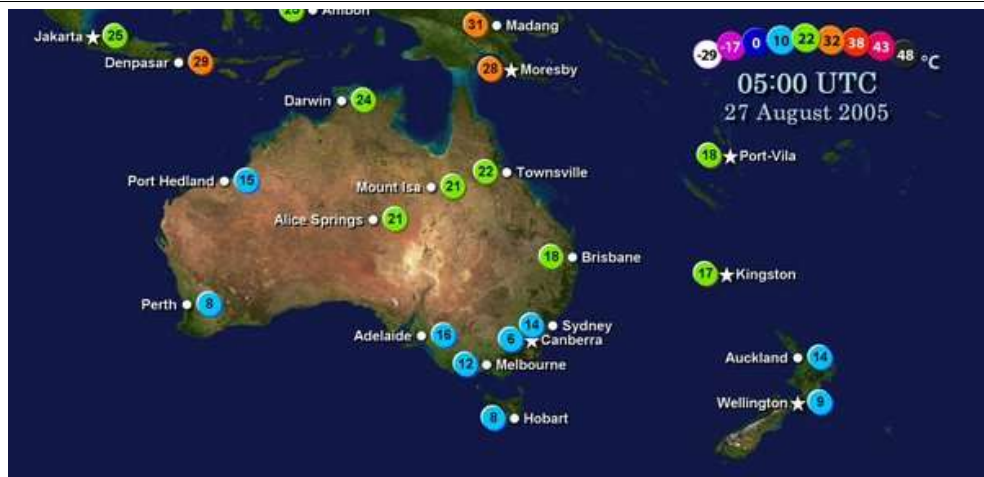 25 Ambon
Jakarta 25
31 Madang
-29 -17 0 10 22 32 38 43 48 °C
Denpasar 29
28 Moresby
05:00 UTC
27 August 2005
Darwin 24
18 Port-Vila
22 Townsville
Port Hedland 15
Mount Isa 21
Alice Springs 21
18 Brisbane
17 Kingston
Perth 8
14 Sydney
Adelaide 16
6 Canberra
12 Melbourne
Auckland 14
Wellington 9
8 Hobart